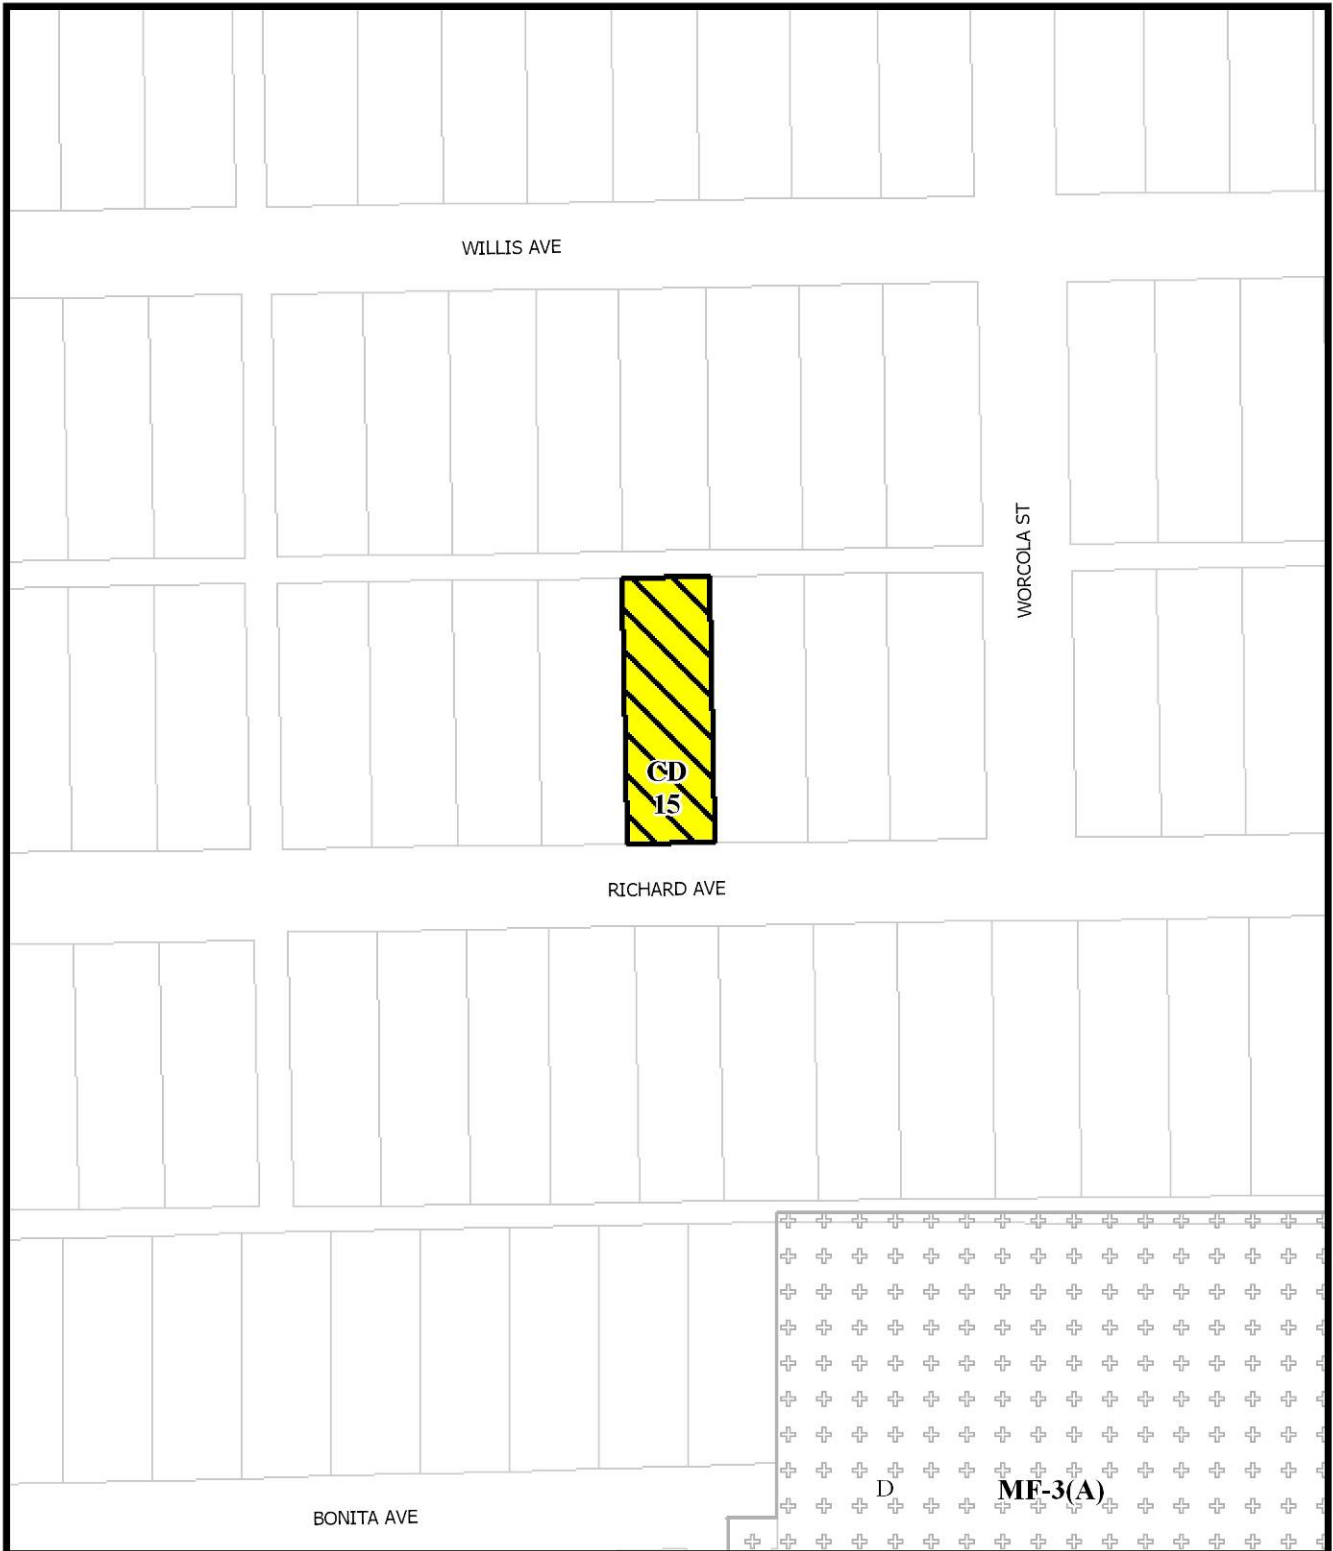 WILLIS AVE
WORCOLA ST
CD
15
RICHARD AVE
D
MF-3(A)
BONITA AVE